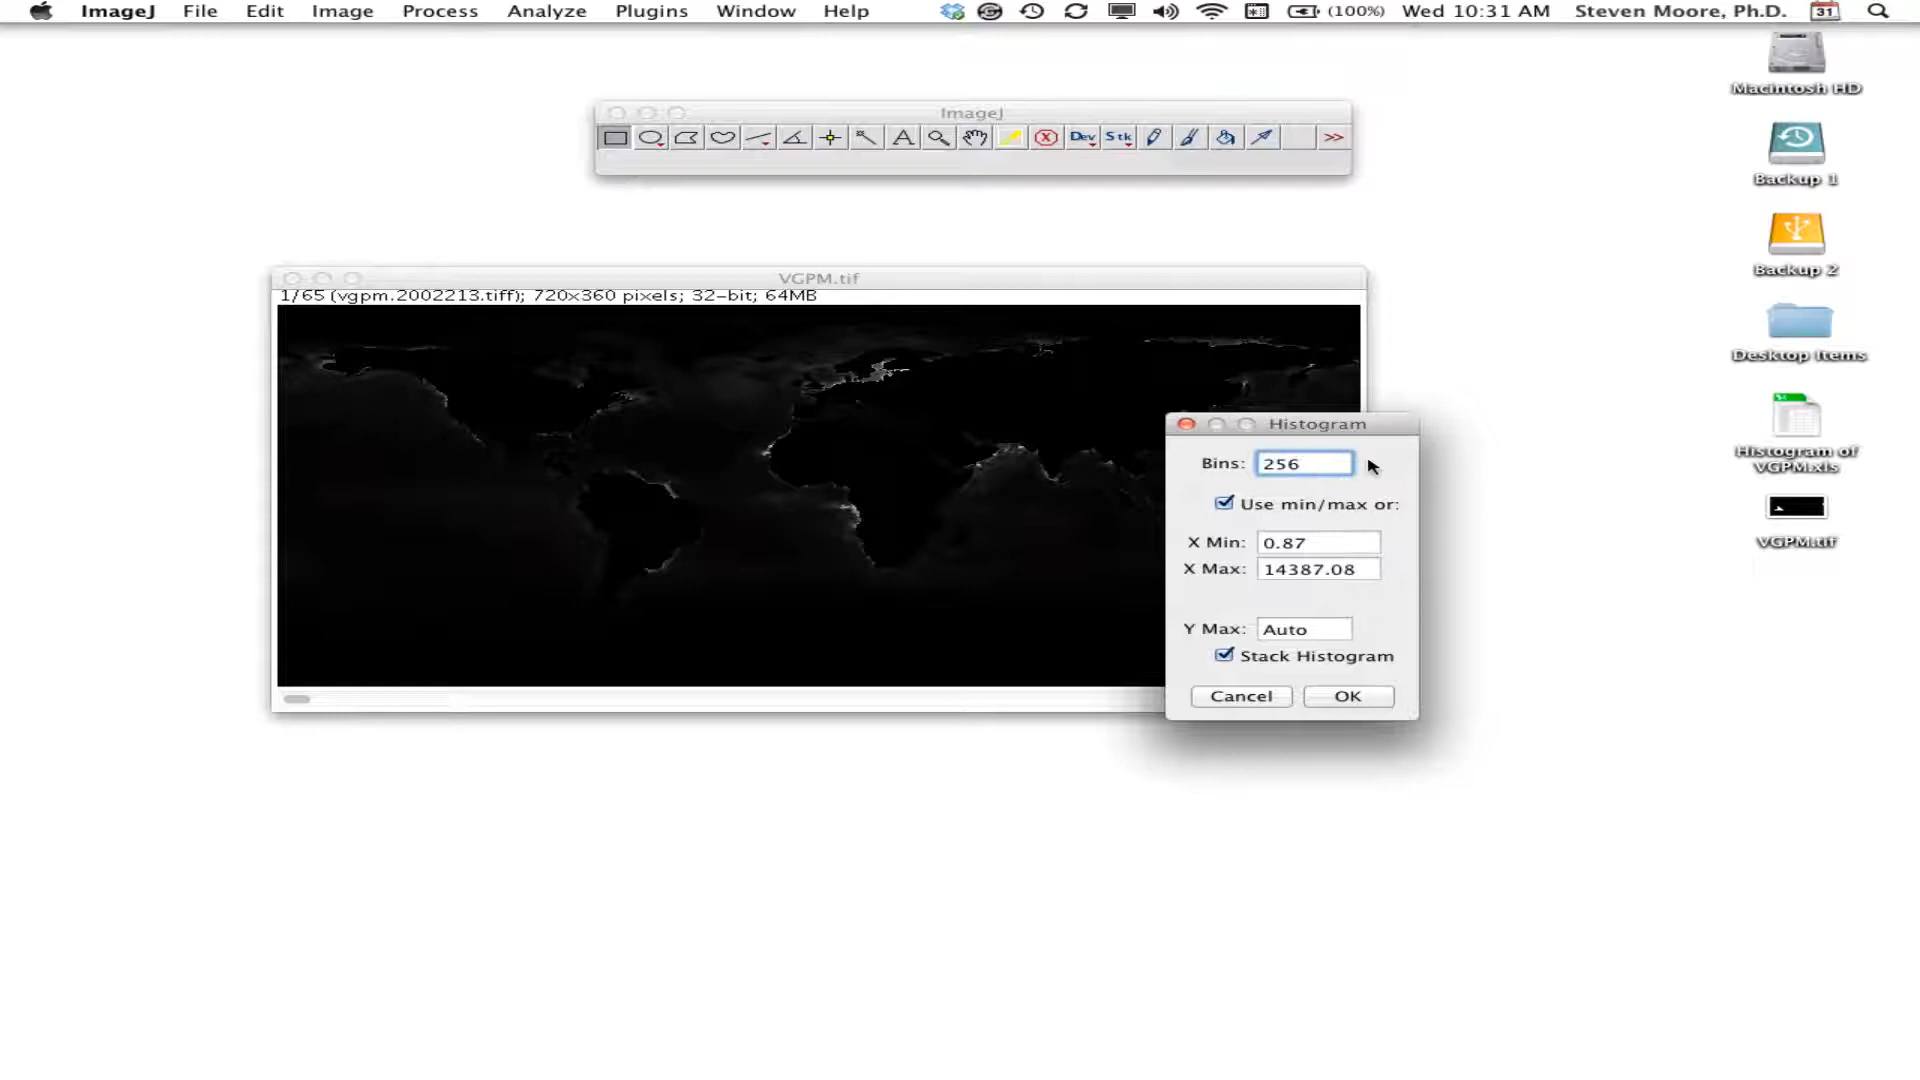 ImageJ File Edit Image Process Analyze Plugins Window Help (100%) Wed 10:31 AM Steven Moore, Ph.D. 31
Macintosh HD
ImageJ
A Dev Stk >>
Backup 1
Backup 2
VGPM.tif
1/65 (vgpm.2002213.tiff); 720x360 pixels; 32-bit; 64MB
Desktop Items
Histogram
Histogram of
VGPM.xls
Bins: 256
Use min/max or:
X Min: 0.87
VGPM.tif
X Max: 14387.08
Y Max: Auto
Stack Histogram
Cancel OK